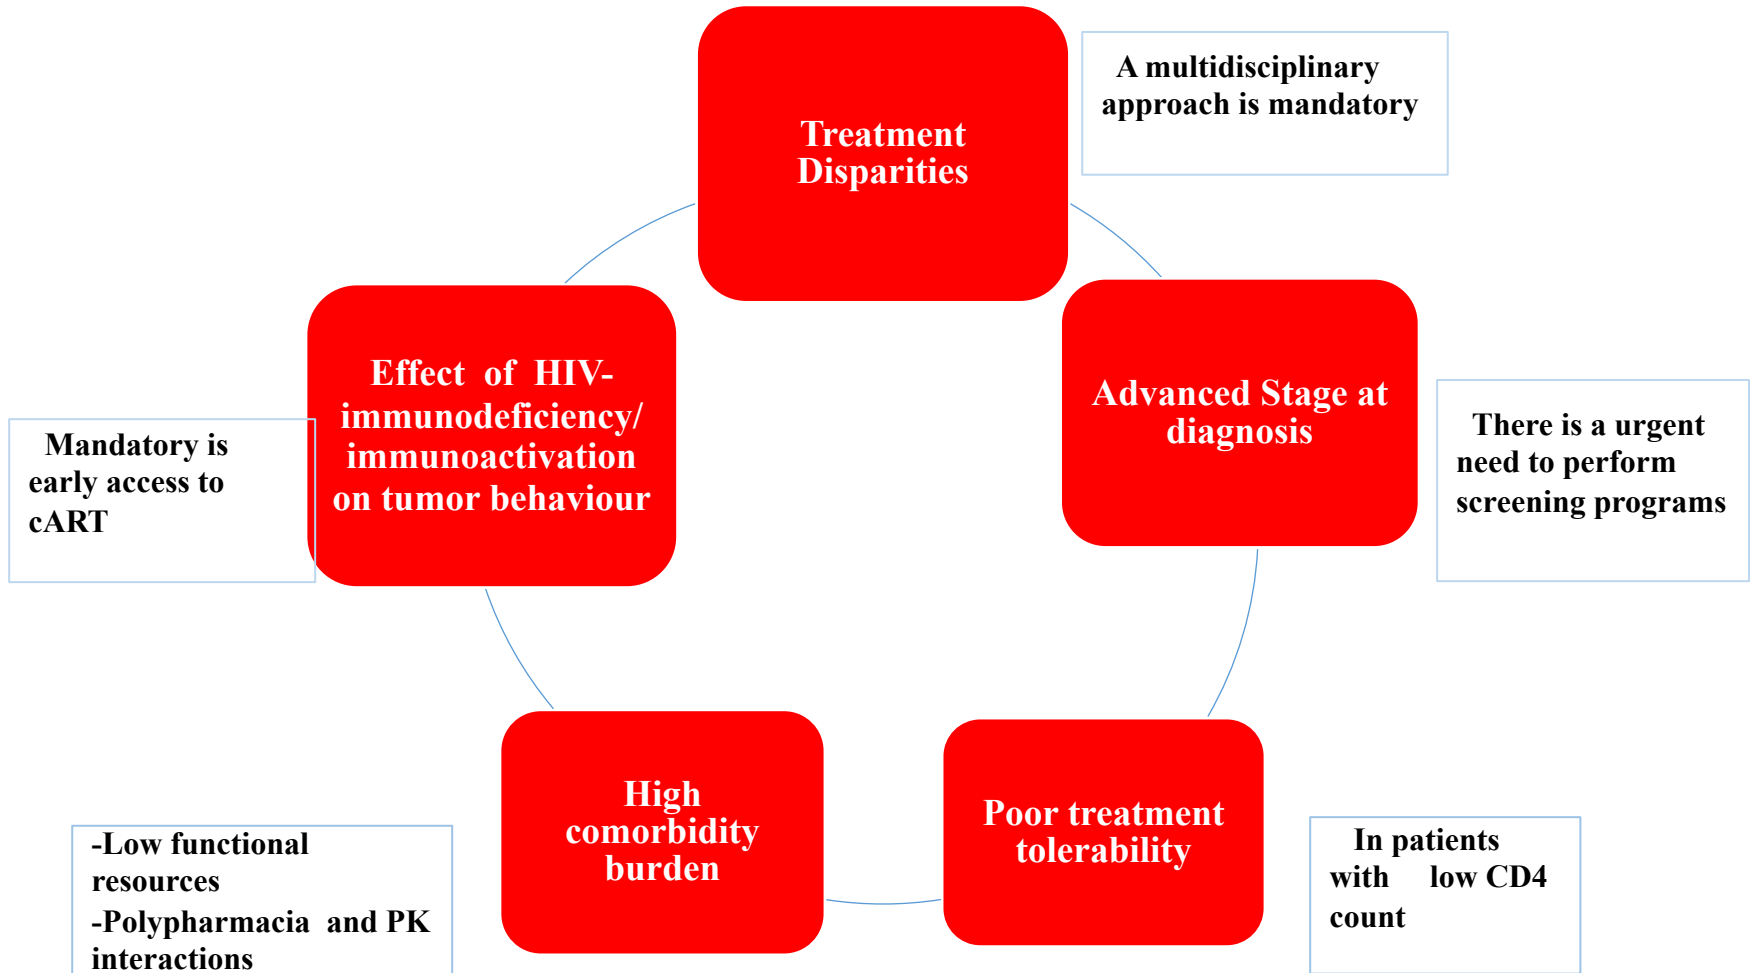 Treatment
Disparities
A multidisciplinary
approach is mandatory
Advanced Stage at
diagnosis
There is a urgent
need to perform
screening programs
Poor treatment
tolerability
In patients
with low CD4
count
High
comorbidity
burden
-Low functional
resources
-Polypharmacia and PK
interactions
Effect of HIV-
immunodeficiency/
immunoactivation
on tumor behaviour
Mandatory is
early access to
cART